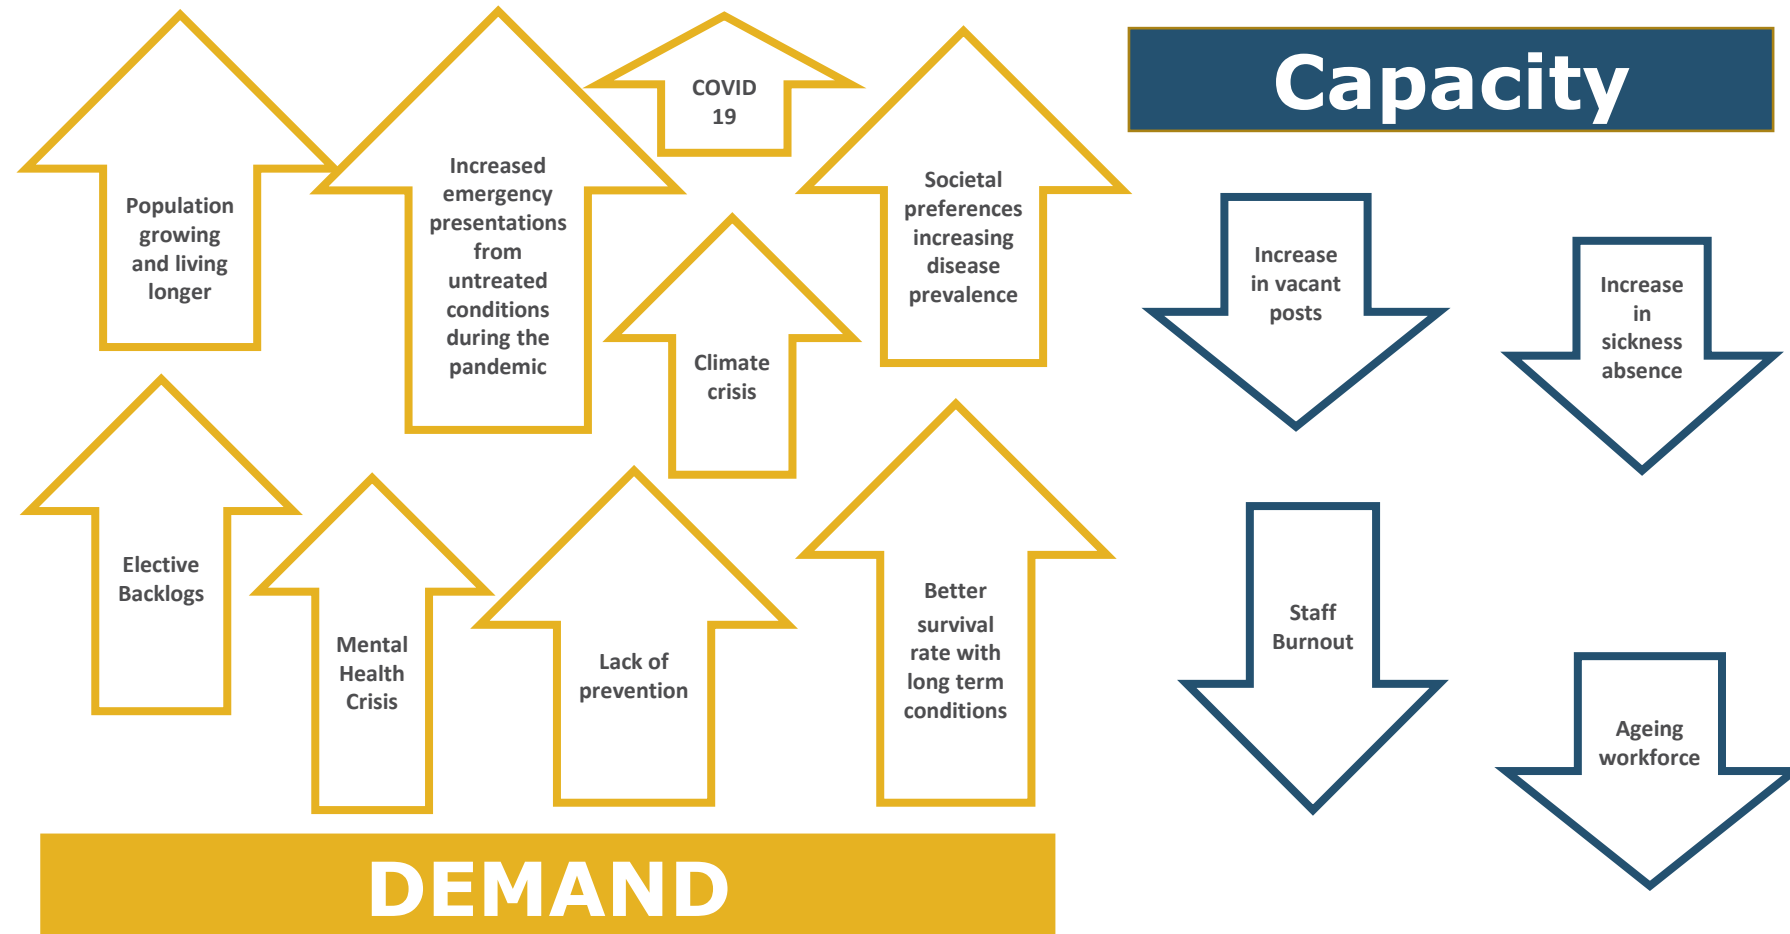 Population
growing
and living
longer
Increased
emergency
presentations
from
untreated
conditions
during the
pandemic
COVID
19
Climate
crisis
Societal
preferences
increasing
disease
prevalence
Elective
Backlogs
Mental
Health
Crisis
Lack of
prevention
Better
survival
rate with
long term
conditions
DEMAND
Capacity
Increase
in vacant
posts
Increase
in
sickness
absence
Staff
Burnout
Ageing
workforce